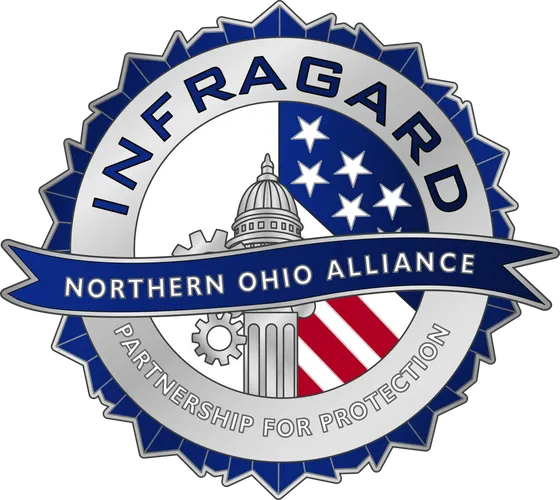 INFRAGARD
NORTHERN OHIO ALLIANCE
PARTNERSHIP FOR PROTECTION